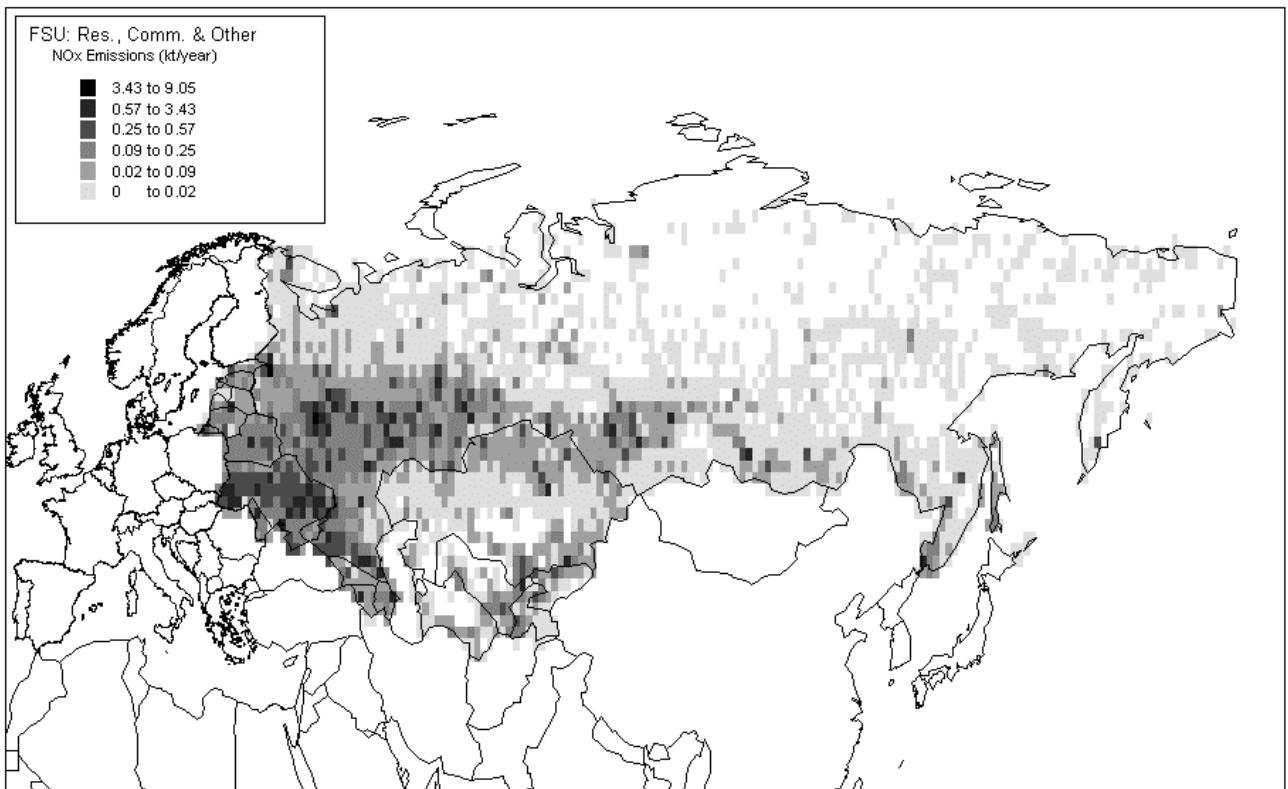 FSU: Res., Comm. & Other
NOx Emissions (kt/year)
3.43 to 9.05
0.57 to 3.43
0.25 to 0.57
0.09 to 0.25
0.02 to 0.09
0 to 0.02